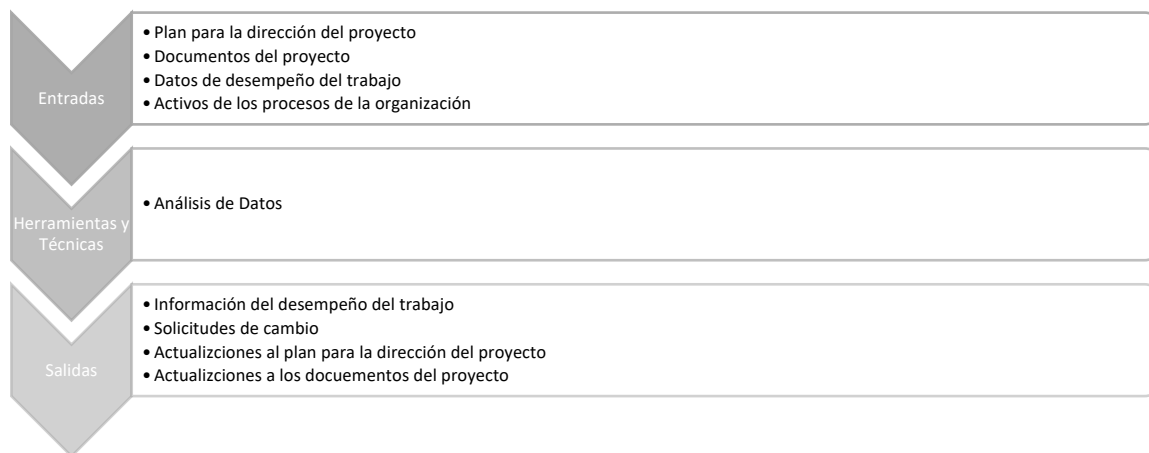 Entradas
• Plan para la dirección del proyecto
• Documentos del proyecto
• Datos de desempeño del trabajo
• Activos de los procesos de la organización
Herramientas y
Técnicas
• Análisis de Datos
Salidas
• Información del desempeño del trabajo
• Solicitudes de cambio
• Actualizciones al plan para la dirección del proyecto
• Actualizciones a los docuementos del proyecto